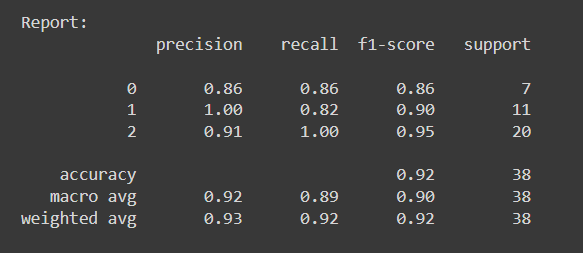 Report:
precision recall f1-score support
0 0.86 0.86 0.86 7
1 1.00 0.82 0.90 11
2 0.91 1.00 0.95 20
accuracy 0.92 38
macro avg 0.92 0.89 0.90 38
weighted avg 0.93 0.92 0.92 38